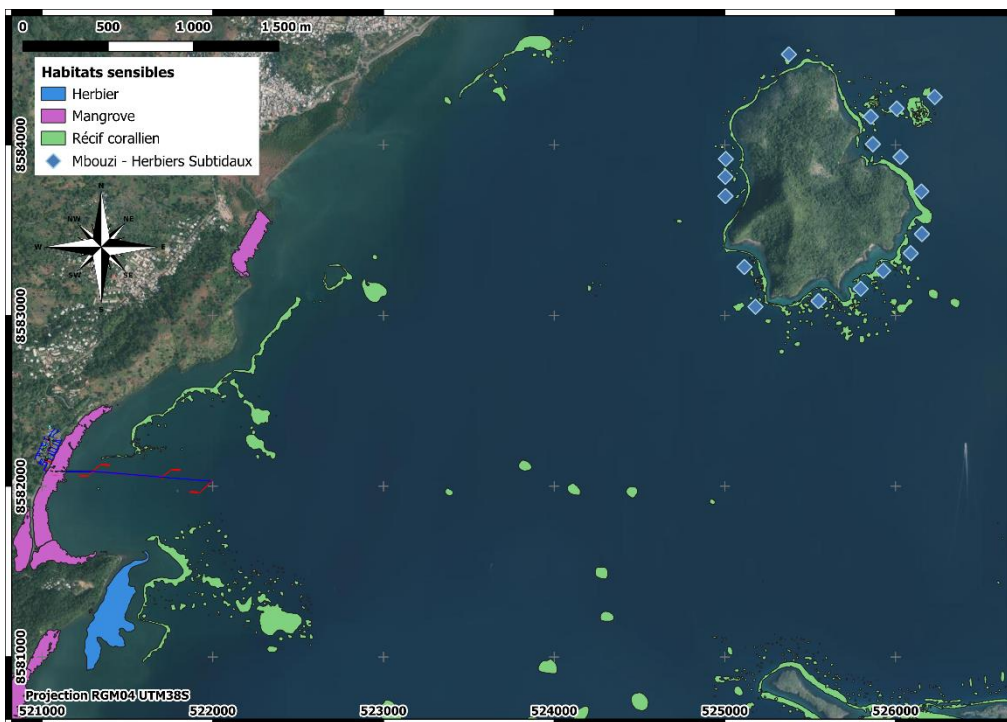 0 500 1 000 1 500 m
Habitats sensibles
Herbier
Mangrove
Récif corallien
Mbouzi - Herbiers Subtidaux
N
NW NE
W E
SW SE
S
8584000
8583000
8582000
8581000
Projection RGM04 UTM38S
521000 522000 523000 524000 525000 526000